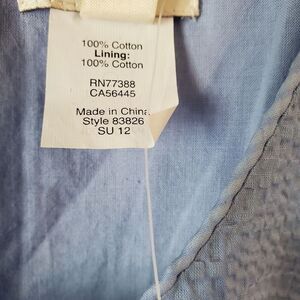 100% Cotton
Lining:
100% Cotton
RN77388
CA56445
Made in China
Style 83826
SU 12